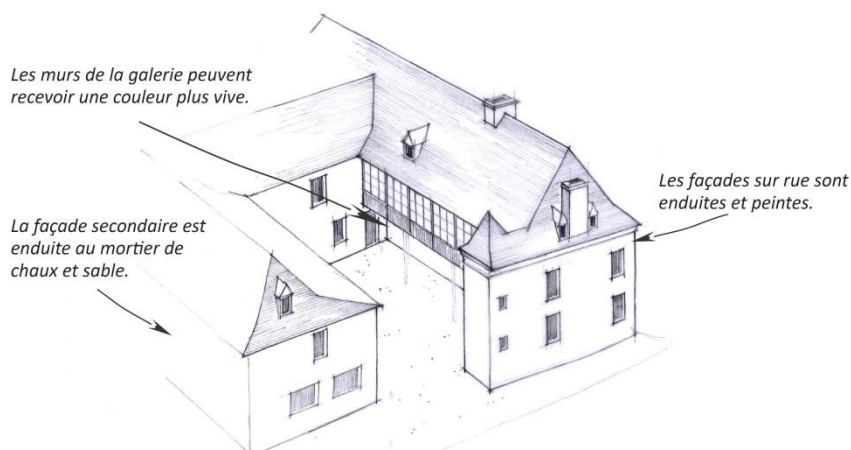 Les murs de la galerie peuvent
recevoir une couleur plus vive.
La façade secondaire est
enduite au mortier de
chaux et sable.
Les façades sur rue sont
enduites et peintes.